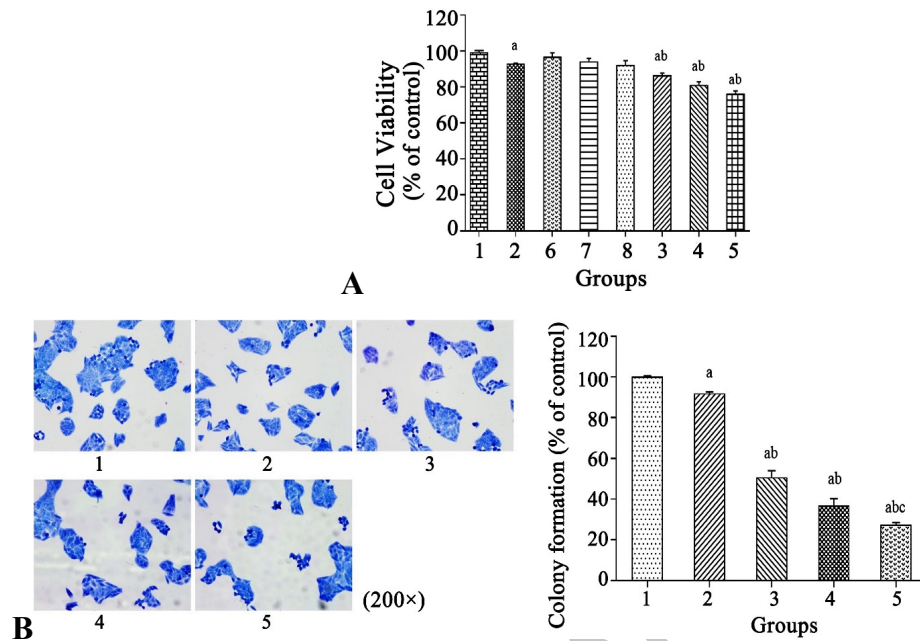 Cell Viability
(% of control)
120
100
80
60
40
20
0
a
ab
ab
ab
1 2 6 7 8 3 4 5
Groups
A
1 2 3
4 5
(200×)
B
Colony formation (% of control)
120
100
80
60
40
20
0
a
ab
ab
abc
1 2 3 4 5
Groups